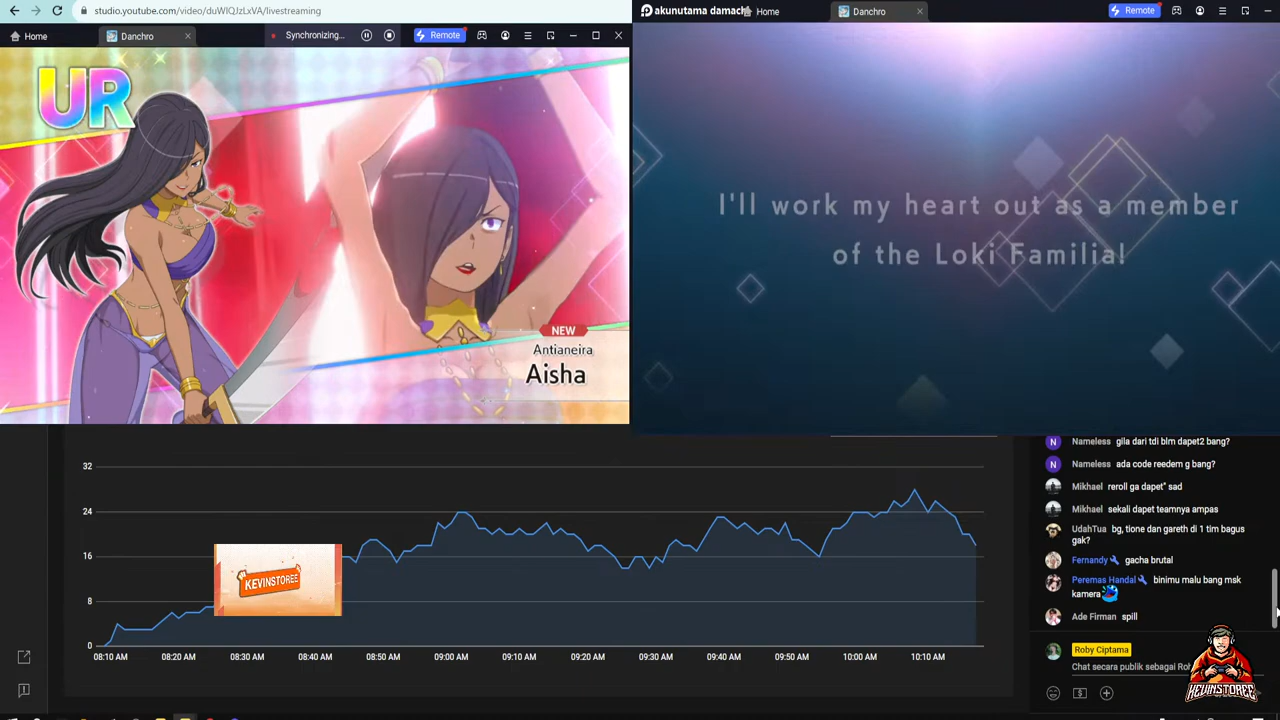 studio.youtube.com/video/duWlQJzLxVA/livestreaming
akunutama damach
Home
Danchro
Remote
Home
Danchro
Synchronizing...
Remote
UR
I'll work my heart out as a member
of the Loki Familia!
NEW
Antianeira
Aisha
32
24
16
8
0
08:10 AM
08:20 AM
08:30 AM
08:40 AM
08:50 AM
09:00 AM
09:10 AM
09:20 AM
09:30 AM
09:40 AM
09:50 AM
10:00 AM
10:10 AM
KEVINSTOREE
N Nameless gila dari tdi blm dapet2 bang?
N Nameless ada code reedem g bang?
Mikhael reroll ga dapet" sad
Mikhael sekali dapet teamnya ampas
UdahTua bg, tione dan gareth di 1 tim bagus
gak?
Fernandy gacha brutal
Peremas Handal binimu malu bang msk
kamera
Ade Firman spill
Roby Ciptama
Chat secara publik sebagai Rob
KEVINSTOREE